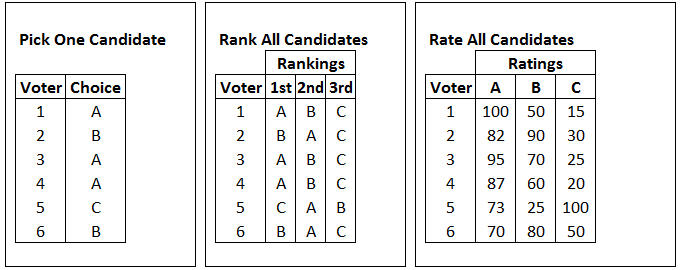 Pick One Candidate
Voter Choice
1 A
2 B
3 A
4 A
5 C
6 B
Rank All Candidates
Rankings
Voter 1st 2nd 3rd
1 A B C
2 B A C
3 A B C
4 A B C
5 C A B
6 B A C
Rate All Candidates
Ratings
Voter A B C
1 100 50 15
2 82 90 30
3 95 70 25
4 87 60 20
5 73 25 100
6 70 80 50